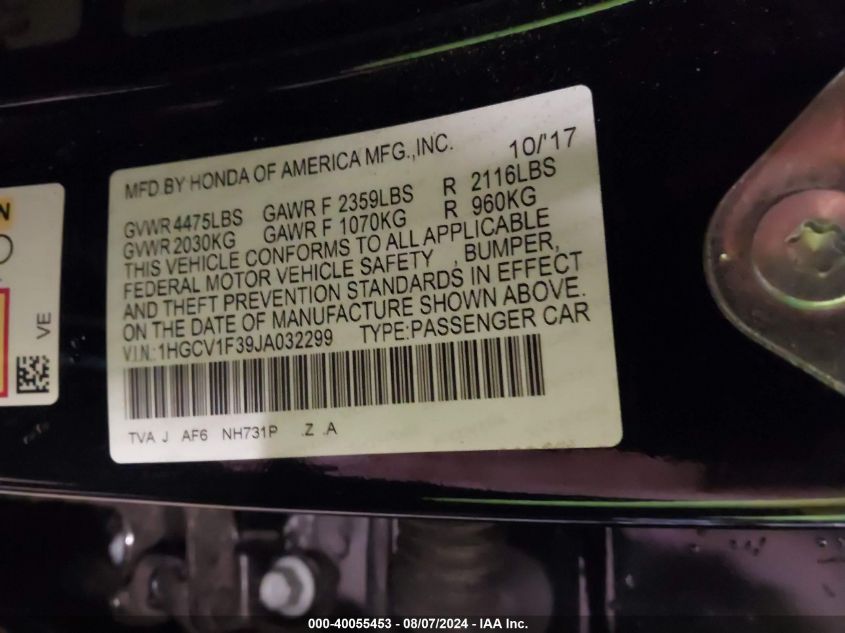 MFD.BY HONDA OF AMERICA MFG.,INC. 10/'17
GVWR 4475LBS GAWR F 2359LBS R 2116LBS
GVWR 2030KG GAWR F 1070KG R 960KG
THIS VEHICLE CONFORMS TO ALL APPLICABLE
FEDERAL MOTOR VEHICLE SAFETY , BUMPER,
AND THEFT PREVENTION STANDARDS IN EFFECT
ON THE DATE OF MANUFACTURE SHOWN ABOVE.
V.I.N.:1HGCV1F39JA032299 TYPE:PASSENGER CAR
TVA J AF6 NH731P .Z .A
VE
000-40055453 - 08/07/2024 - IAA Inc.